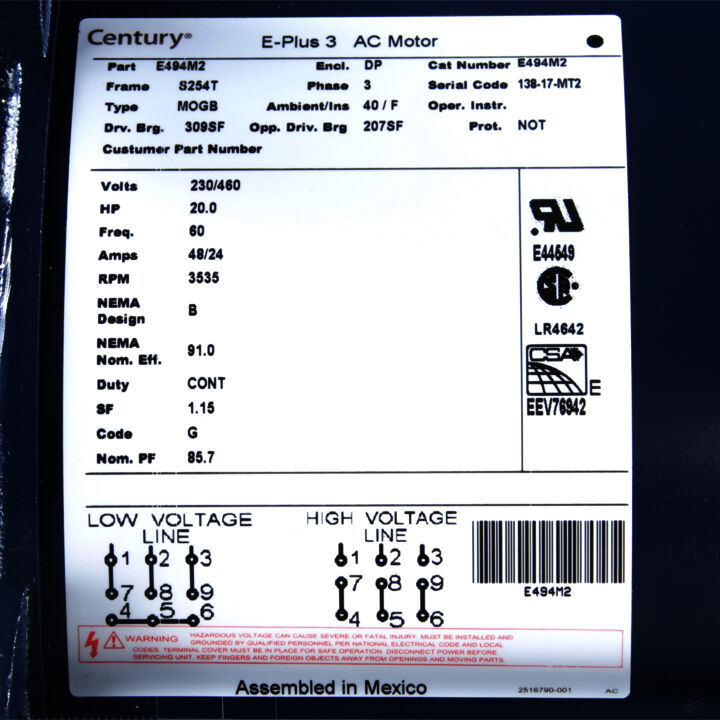 Century®
E-Plus 3 AC Motor
Part E494M2 Encl. DP Cat Number E494M2
Frame S254T Phase 3 Serial Code 138-17-MT2
Type MOGB Ambient/Ins 40 / F Oper. Instr.
Drv. Brg. 309SF Opp. Driv. Brg 207SF Prot. NOT
Custumer Part Number
Volts 230/460
HP 20.0
Freq. 60
Amps 48/24
RPM 3535
NEMA
Design B
NEMA
Nom. Eff. 91.0
Duty CONT
SF 1.15
Code G
Nom. PF 85.7
E44549
LR4642
CSA
E
EEV76942
LOW VOLTAGE
LINE
1 2 3
7 8 9
4 5 6
HIGH VOLTAGE
LINE
1 2 3
7 8 9
4 5 6
E494M2
WARNING HAZARDOUS VOLTAGE CAN CAUSE SEVERE OR FATAL INJURY. MUST BE INSTALLED AND
GROUNDED BY QUALIFIED PERSONNEL PER NATIONAL ELECTRICAL CODE AND LOCAL
CODES. TERMINAL COVER MUST BE IN PLACE FOR SAFE OPERATION. DISCONNECT POWER BEFORE
SERVICING UNIT. KEEP FINGERS AND FOREIGN OBJECTS AWAY FROM OPENINGS AND MOVING PARTS.
Assembled in Mexico
2516790-001 AC